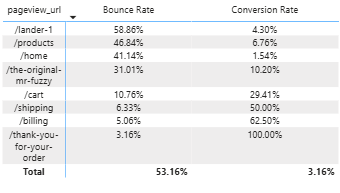 pageview_url Bounce Rate Conversion Rate
/lander-1 58.86% 4.30%
/products 46.84% 6.76%
/home 41.14% 1.54%
/the-original- 31.01% 10.20%
mr-fuzzy
/cart 10.76% 29.41%
/shipping 6.33% 50.00%
/billing 5.06% 62.50%
/thank-you- 3.16% 100.00%
for-your-
order
Total 53.16% 3.16%